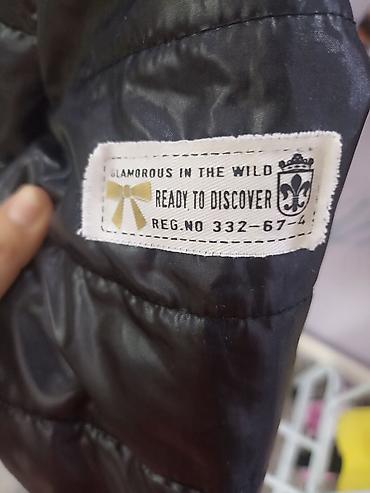 GLAMOROUS IN THE WILD
READY TO DISCOVER
REG.NO 332-67-4